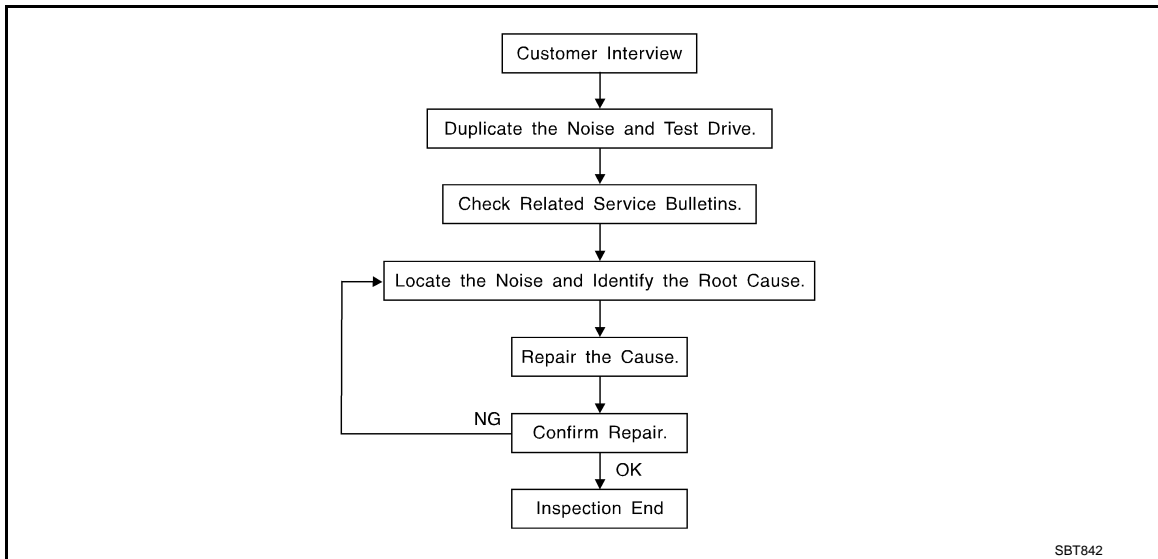 Customer Interview
Duplicate the Noise and Test Drive.
Check Related Service Bulletins.
Locate the Noise and Identify the Root Cause.
Repair the Cause.
NG
Confirm Repair.
OK
Inspection End
SBT842